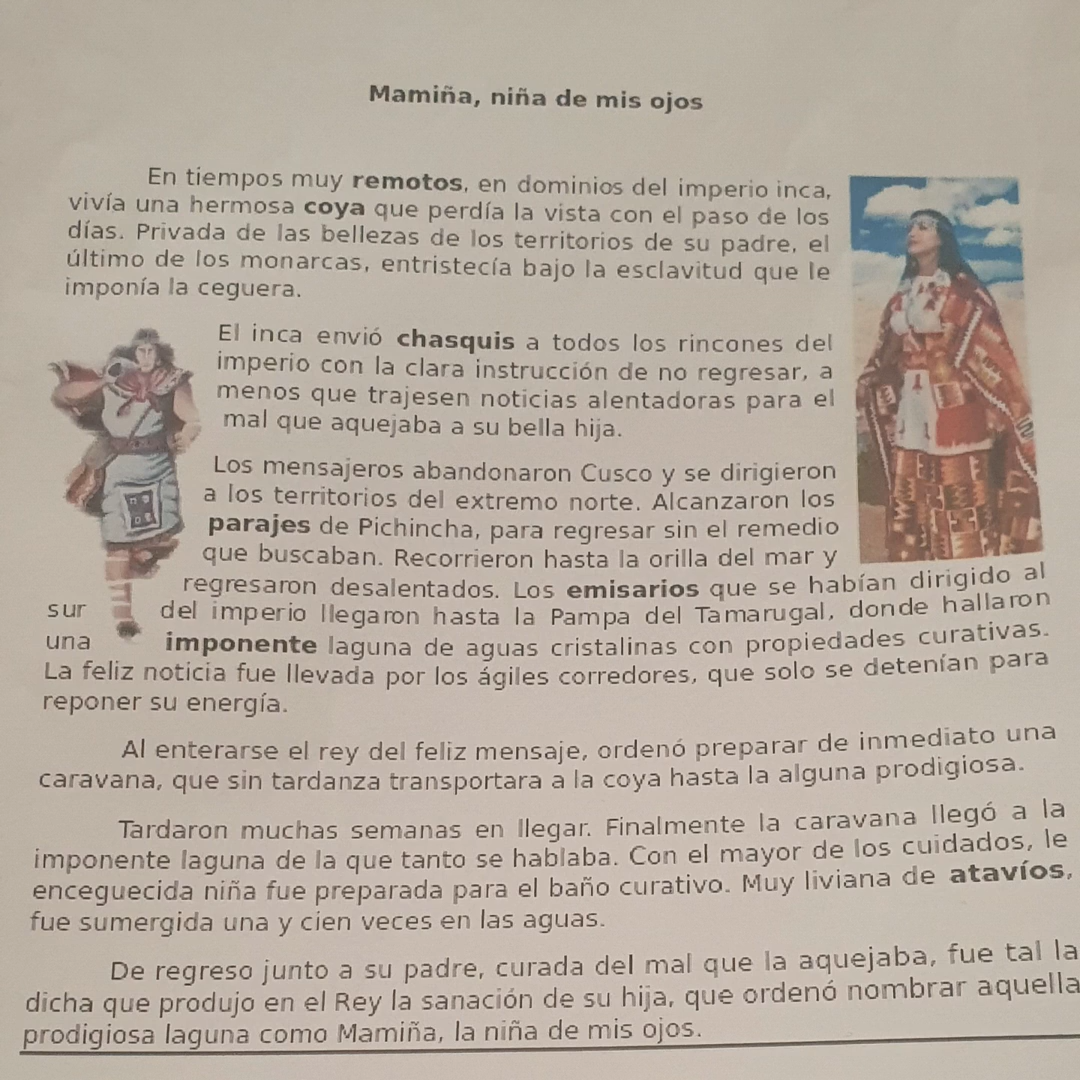 Mamiña, niña de mis ojos
En tiempos muy remotos, en dominios del imperio inca,
vivía una hermosa coya que perdía la vista con el paso de los
días. Privada de las bellezas de los territorios de su padre, el
último de los monarcas, entristecía bajo la esclavitud que le
imponía la ceguera.
El inca envió chasquis a todos los rincones del
imperio con la clara instrucción de no regresar, a
menos que trajesen noticias alentadoras para el
mal que aquejaba a su bella hija.
Los mensajeros abandonaron Cusco y se dirigieron
a los territorios del extremo norte. Alcanzaron los
parajes de Pichincha, para regresar sin el remedio
que buscaban. Recorrieron hasta la orilla del mar y
regresaron desalentados. Los emisarios que se habían dirigido al
sur del imperio llegaron hasta la Pampa del Tamarugal, donde hallaron
una imponente laguna de aguas cristalinas con propiedades curativas.
La feliz noticia fue llevada por los ágiles corredores, que solo se detenían para
reponer su energía.
Al enterarse el rey del feliz mensaje, ordenó preparar de inmediato una
caravana, que sin tardanza transportara a la coya hasta la alguna prodigiosa.
Tardaron muchas semanas en llegar. Finalmente la caravana llegó a la
imponente laguna de la que tanto se hablaba. Con el mayor de los cuidados, le
enceguecida niña fue preparada para el baño curativo. Muy liviana de atavíos,
fue sumergida una y cien veces en las aguas.
De regreso junto a su padre, curada del mal que la aquejaba, fue tal la
dicha que produjo en el Rey la sanación de su hija, que ordenó nombrar aquella
prodigiosa laguna como Mamiña, la niña de mis ojos.